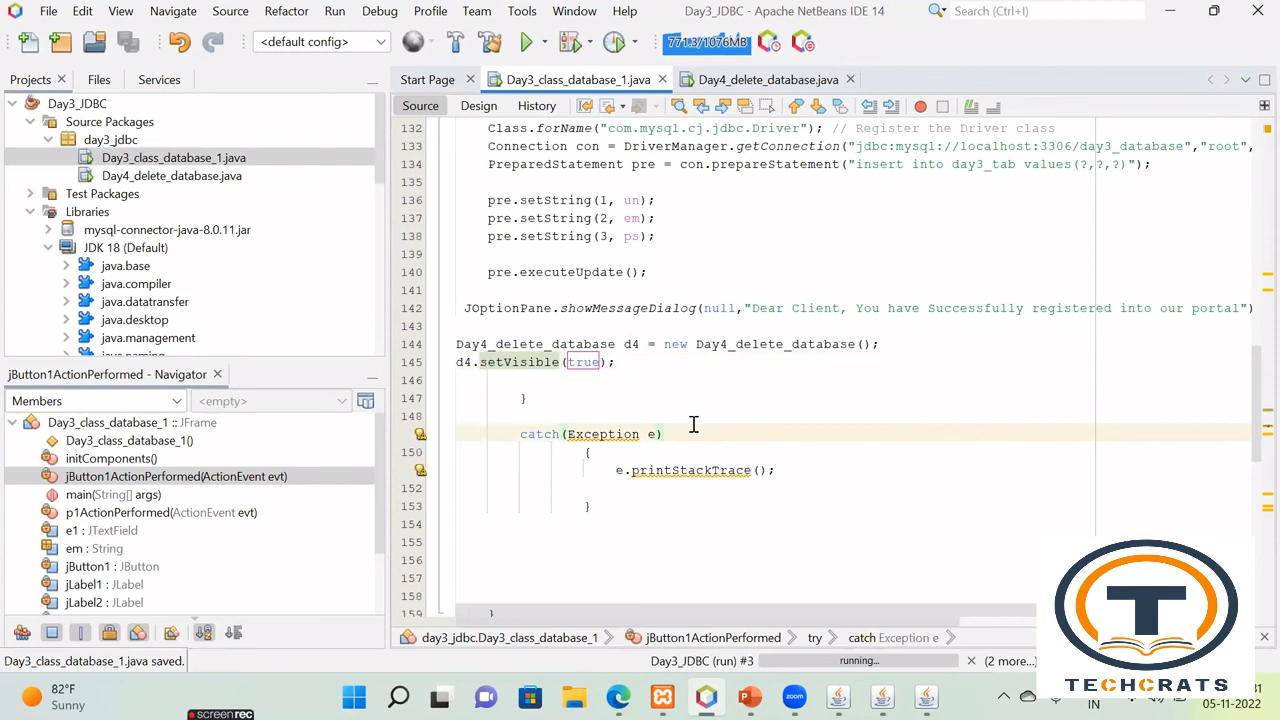 File Edit View Navigate Source Refactor Run Debug Profile Team Tools Window Help Day3_JDBC - Apache NetBeans IDE 14 Search (Ctrl+I)
<default config> 771.3/1076MB
Projects Files Services Start Page Day3_class_database_1.java Day4_delete_database.java
Source Design History
Day3_JDBC
Source Packages
day3_jdbc
Day3_class_database_1.java
Day4_delete_database.java
Test Packages
Libraries
mysql-connector-java-8.0.11.jar
JDK 18 (Default)
java.base
java.compiler
java.datatransfer
java.desktop
java.management
java.naming
jButton1ActionPerformed - Navigator
Members <empty>
Day3_class_database_1 :: JFrame
Day3_class_database_1()
initComponents()
jButton1ActionPerformed(ActionEvent evt)
main(String[] args)
p1ActionPerformed(ActionEvent evt)
e1 : JTextField
em : String
jButton1 : JButton
jLabel1 : JLabel
jLabel2 : JLabel
132 Class.forName("com.mysql.cj.jdbc.Driver"); // Register the Driver class
133 Connection con = DriverManager.getConnection("jdbc:mysql://localhost:3306/day3_database","root",
134 PreparedStatement pre = con.prepareStatement("insert into day3_tab values(?,?,?)");
135
136 pre.setString(1, un);
137 pre.setString(2, em);
138 pre.setString(3, ps);
139
140 pre.executeUpdate();
141
142 JOptionPane.showMessageDialog(null,"Dear Client, You have Successfully registered into our portal")
143
144 Day4_delete_database d4 = new Day4_delete_database();
145 d4.setVisible(true);
146
147 }
148
catch(Exception e)
150 {
e.printStackTrace();
152
153 }
154
155
156
157
158
159 }
day3_jdbc.Day3_class_database_1 jButton1ActionPerformed try catch Exception e
Day3_class_database_1.java saved. Day3_JDBC (run) #3 running... (2 more...
T
TECHCRATS
82°F
Sunny
zoom
IN
31
05-11-2022
screenrec